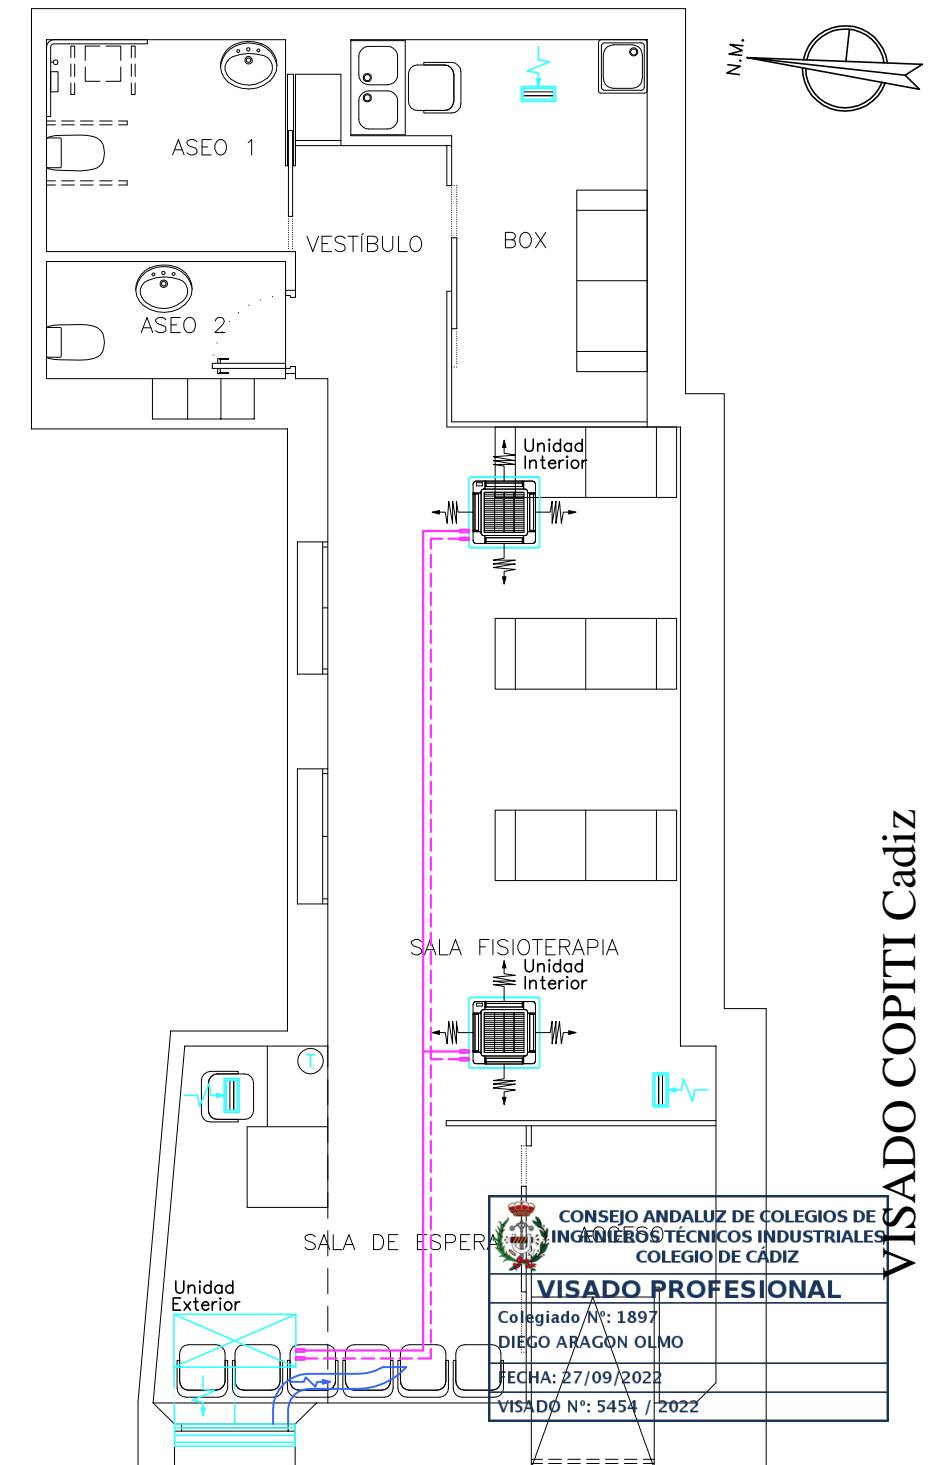 N.M.
ASEO 1
VESTÍBULO
BOX
ASEO 2
Unidad
Interior
SALA FISIOTERAPIA
Unidad
Interior
T
SALA DE ESPERA
ACCESO
Unidad
Exterior
CONSEJO ANDALUZ DE COLEGIOS DE
INGENIEROS TÉCNICOS INDUSTRIALES
COLEGIO DE CÁDIZ
VISADO PROFESIONAL
Colegiado Nº: 1897
DIEGO ARAGON OLMO
FECHA: 27/09/2022
VISADO Nº: 5454 / 2022
VISADO COPITI Cadiz